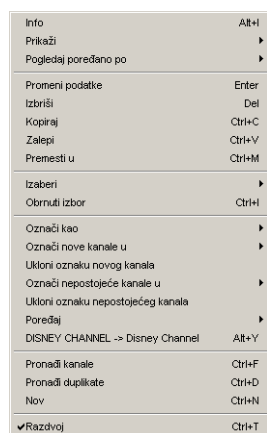 Info Alt+I
Prikaži
Pogledaj poređano po
Promeni podatke Enter
Izbriši Del
Kopiraj Ctrl+C
Zalepi Ctrl+V
Premesti u Ctrl+M
Izaberi
Obrnuti izbor Ctrl+I
Označi kao
Označi nove kanale u
Ukloni oznaku novog kanala
Označi nepostojeće kanale u
Ukloni oznaku nepostojećeg kanala
Poređaj
DISNEY CHANNEL -> Disney Channel Alt+Y
Pronađi kanale Ctrl+F
Pronađi duplikate Ctrl+D
Nov Ctrl+N
Razdvoj Ctrl+T